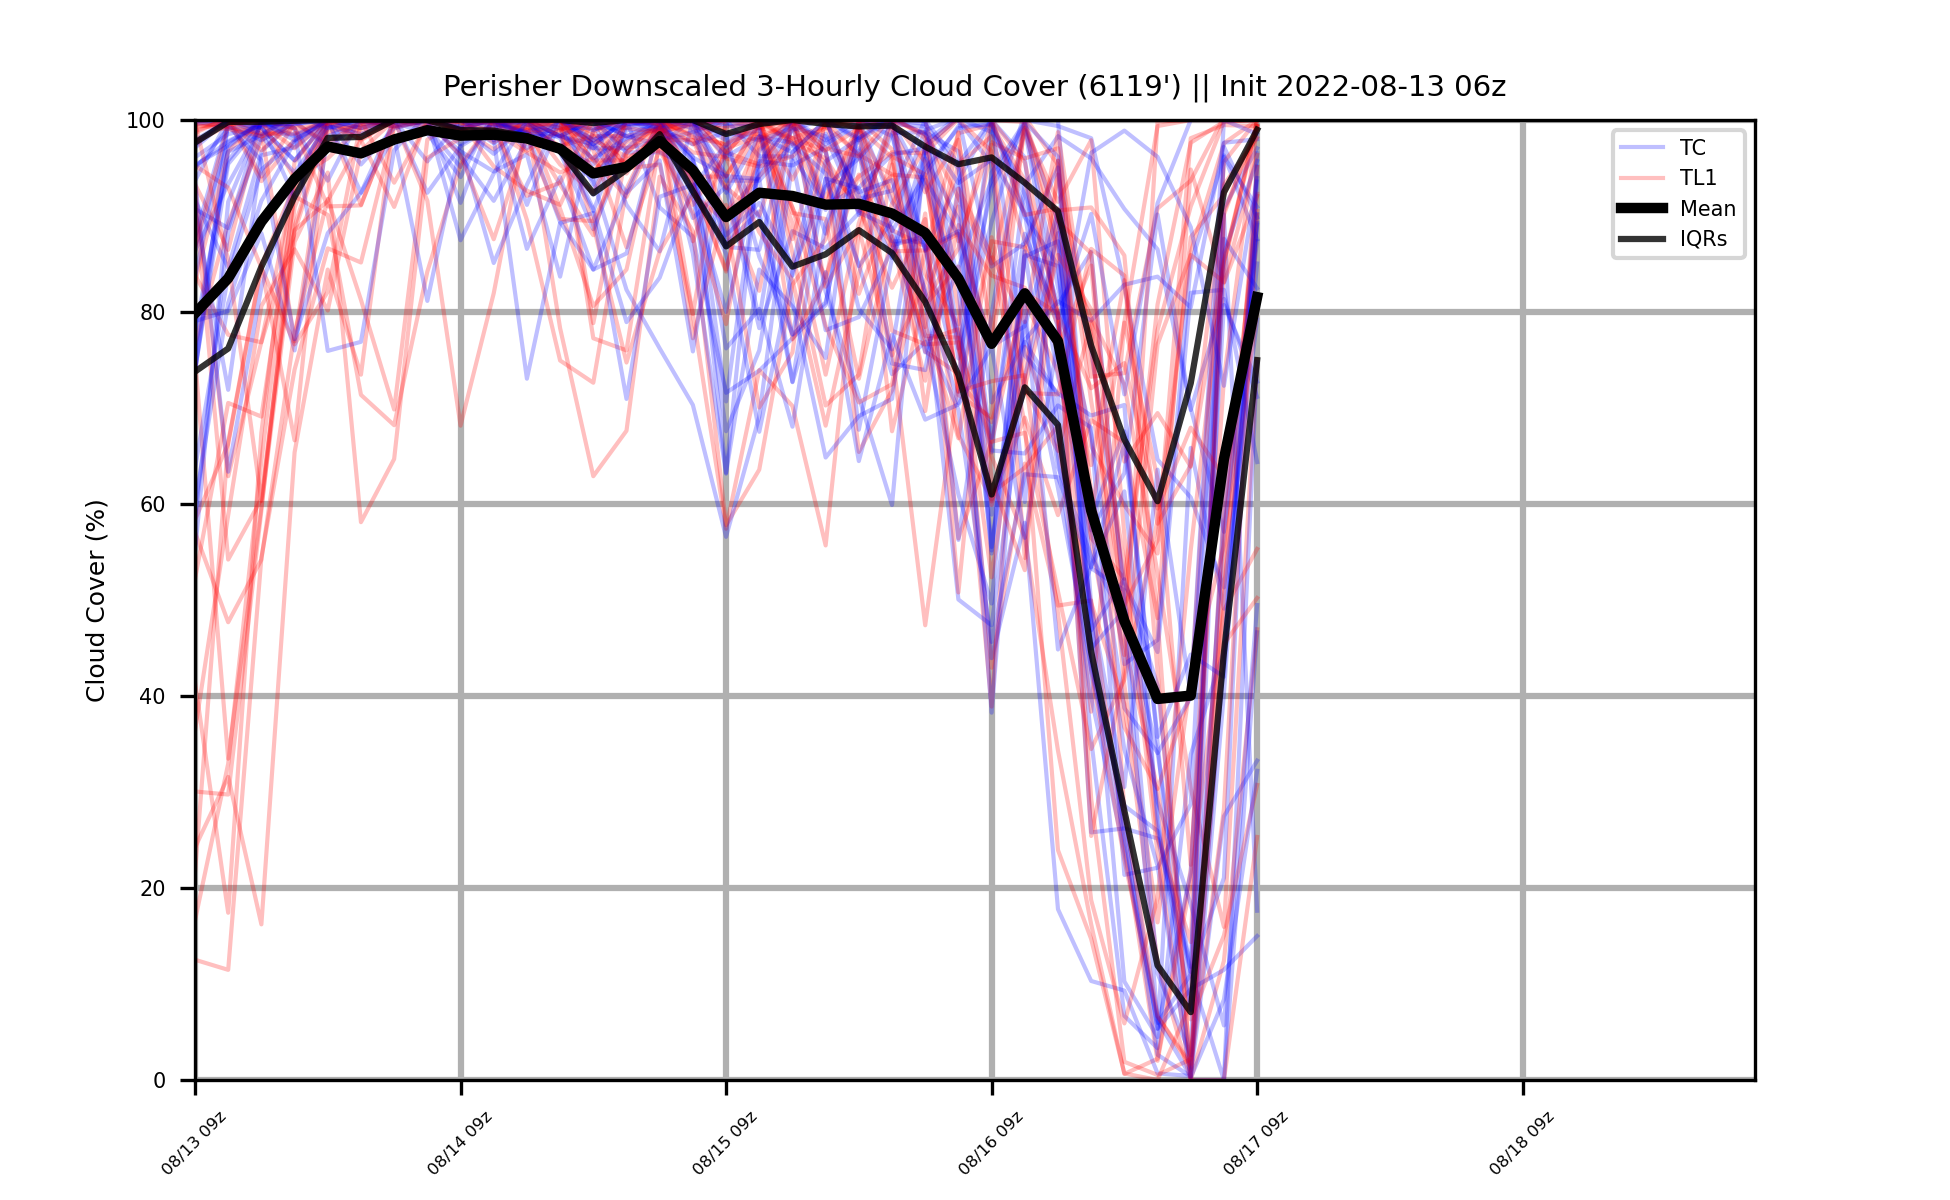 Perisher Downscaled 3-Hourly Cloud Cover (6119') || Init 2022-08-13 06z
100
80
60
40
20
0
Cloud Cover (%)
TC
TL1
Mean
IQRs
08/13 09z
08/14 09z
08/15 09z
08/16 09z
08/17 09z
08/18 09z